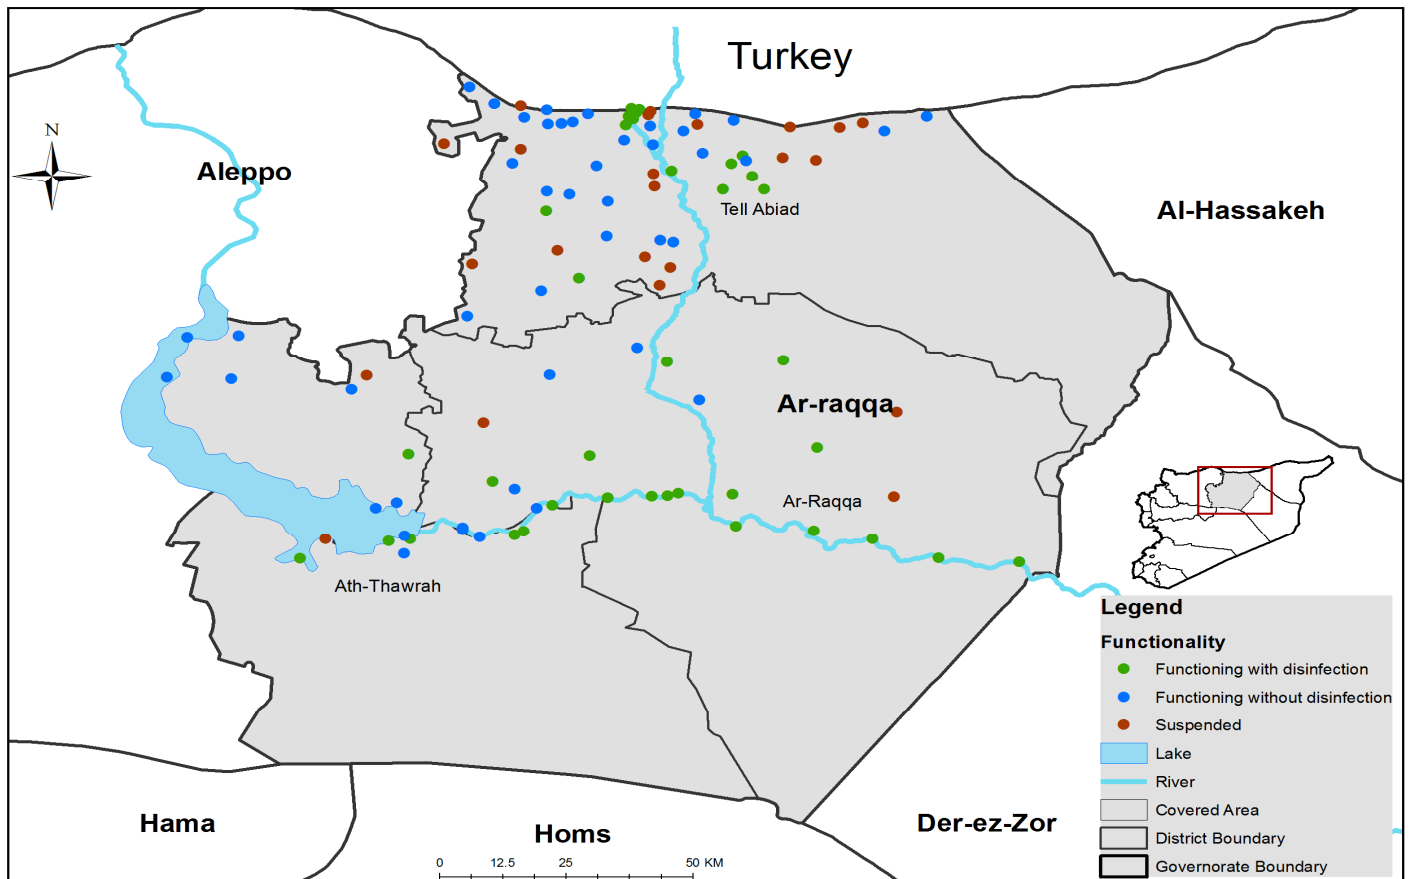 Turkey
N
Aleppo
Al-Hassakeh
Tell Abiad
Ar-raqqa
Ar-Raqqa
Ath-Thawrah
Hama
Homs
Der-ez-Zor
0 12.5 25 50 KM
Legend
Functionality
Functioning with disinfection
Functioning without disinfection
Suspended
Lake
River
Covered Area
District Boundary
Governorate Boundary